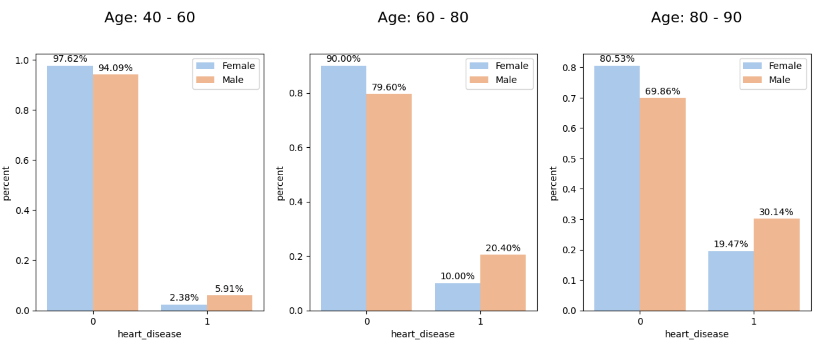 Age: 40 - 60
97.62%
94.09%
2.38%
5.91%
Female
Male
percent
1.0
0.8
0.6
0.4
0.2
0.0
0
1
heart_disease
Age: 60 - 80
90.00%
79.60%
10.00%
20.40%
Female
Male
percent
0.8
0.6
0.4
0.2
0.0
0
1
heart_disease
Age: 80 - 90
80.53%
69.86%
19.47%
30.14%
Female
Male
percent
0.8
0.7
0.6
0.5
0.4
0.3
0.2
0.1
0.0
0
1
heart_disease